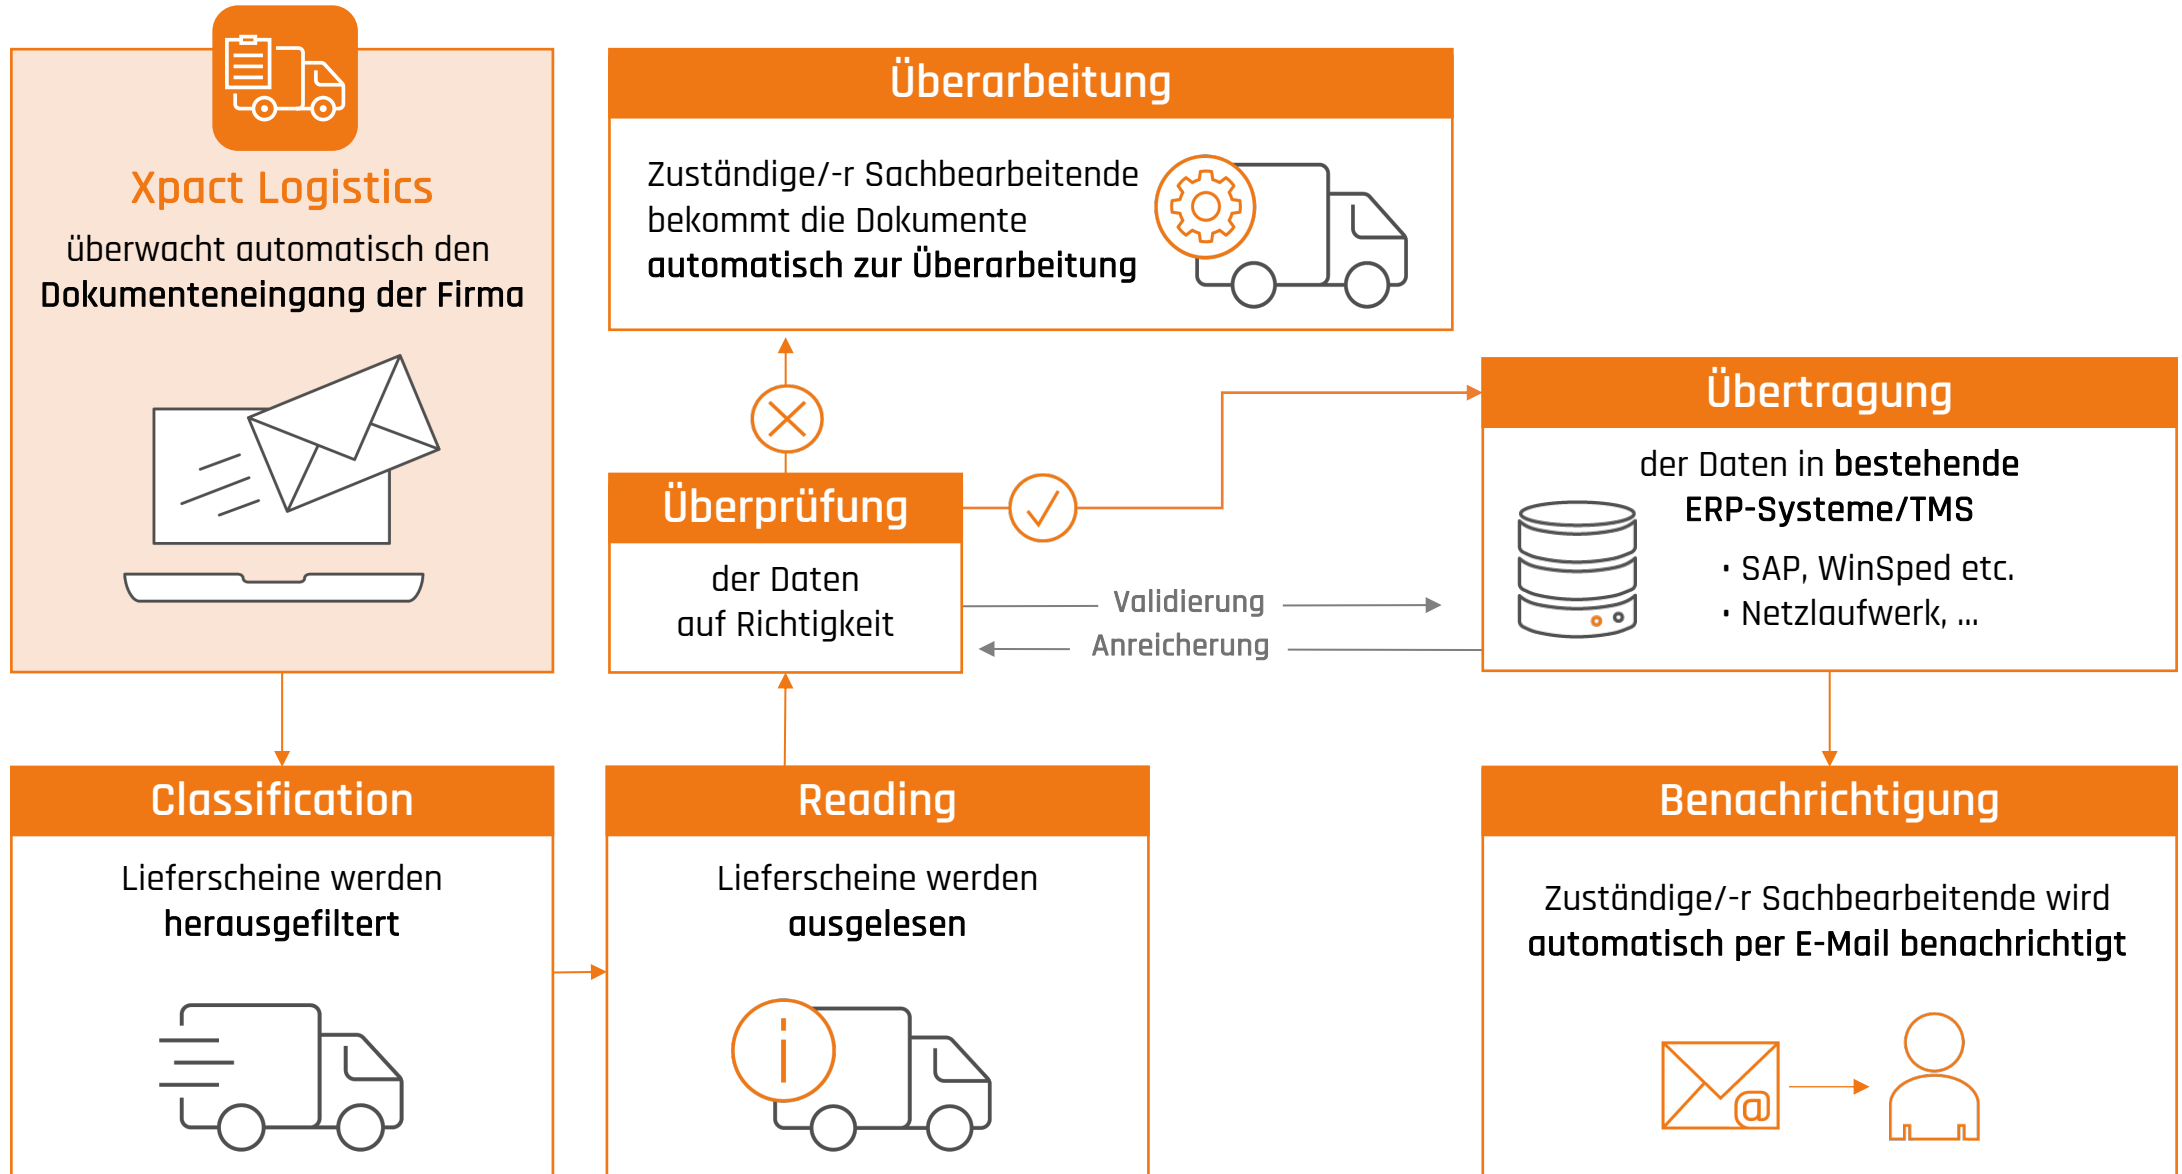 Xpact Logistics
überwacht automatisch den
Dokumenteneingang der Firma
Classification
Lieferscheine werden
herausgefiltert
Reading
Lieferscheine werden
ausgelesen
Überprüfung
der Daten
auf Richtigkeit
Überarbeitung
Zuständige/-r Sachbearbeitende
bekommt die Dokumente
automatisch zur Überarbeitung
Validierung
Anreicherung
Übertragung
der Daten in bestehende
ERP-Systeme/TMS
· SAP, WinSped etc.
· Netzlaufwerk, ...
Benachrichtigung
Zuständige/-r Sachbearbeitende wird
automatisch per E-Mail benachrichtigt
@